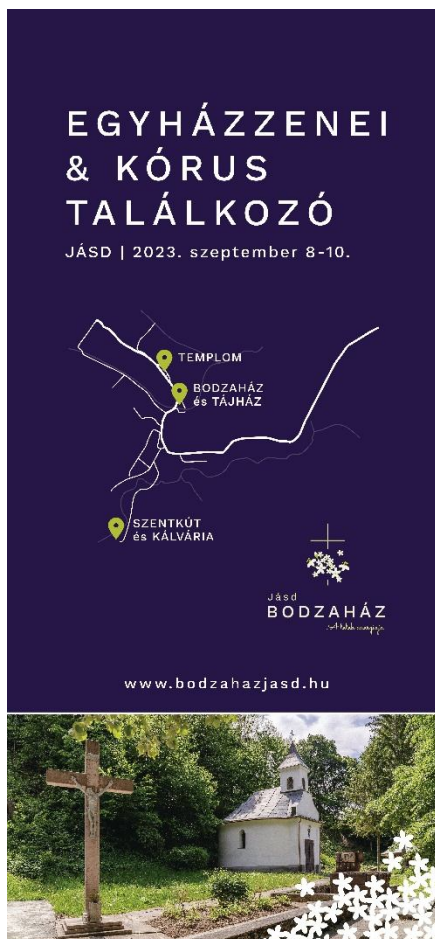 EGYHÁZZENEI
& KÓRUS
TALÁLKOZÓ
JÁSD | 2023. szeptember 8-10.
TEMPLOM
BODZAHÁZ
és TÁJHÁZ
SZENTKÚT
és KÁLVÁRIA
Jásd
BODZAHÁZ
www.bodzahazjasd.hu